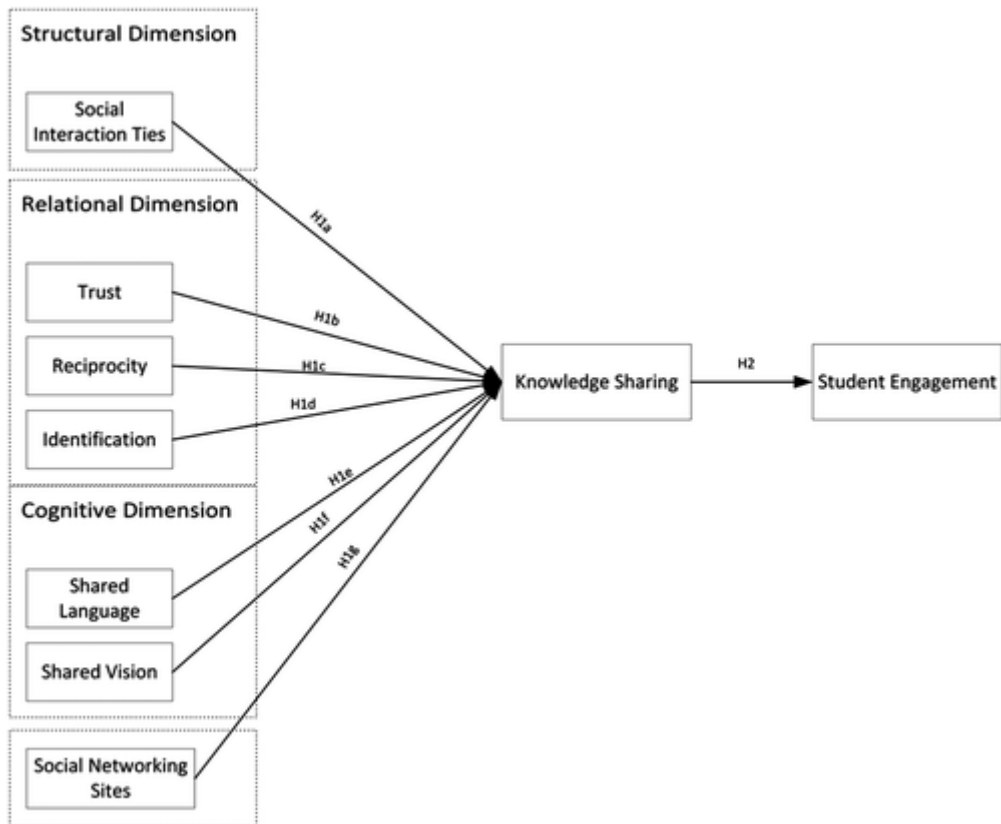 Structural Dimension
Social
Interaction Ties
Relational Dimension
H1a
Trust
H1b
Reciprocity
H1c
Knowledge Sharing
H2
Student Engagement
Identification
H1d
Cognitive Dimension
H1e
H1f
H1g
Shared
Language
Shared Vision
Social Networking
Sites